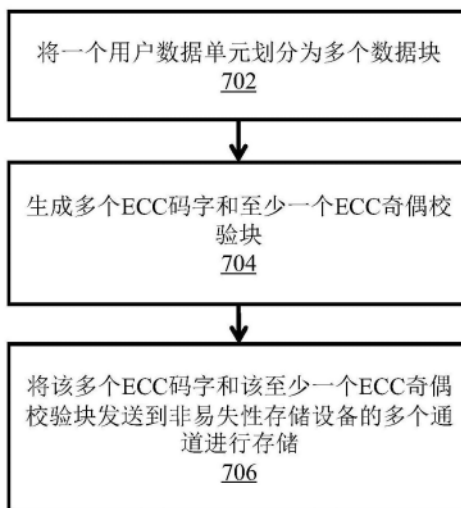 将一个用户数据单元划分为多个数据块
702
生成多个ECC码字和至少一个ECC奇偶校
验块
704
将该多个ECC码字和该至少一个ECC奇偶
校验块发送到非易失性存储设备的多个通
道进行存储
706